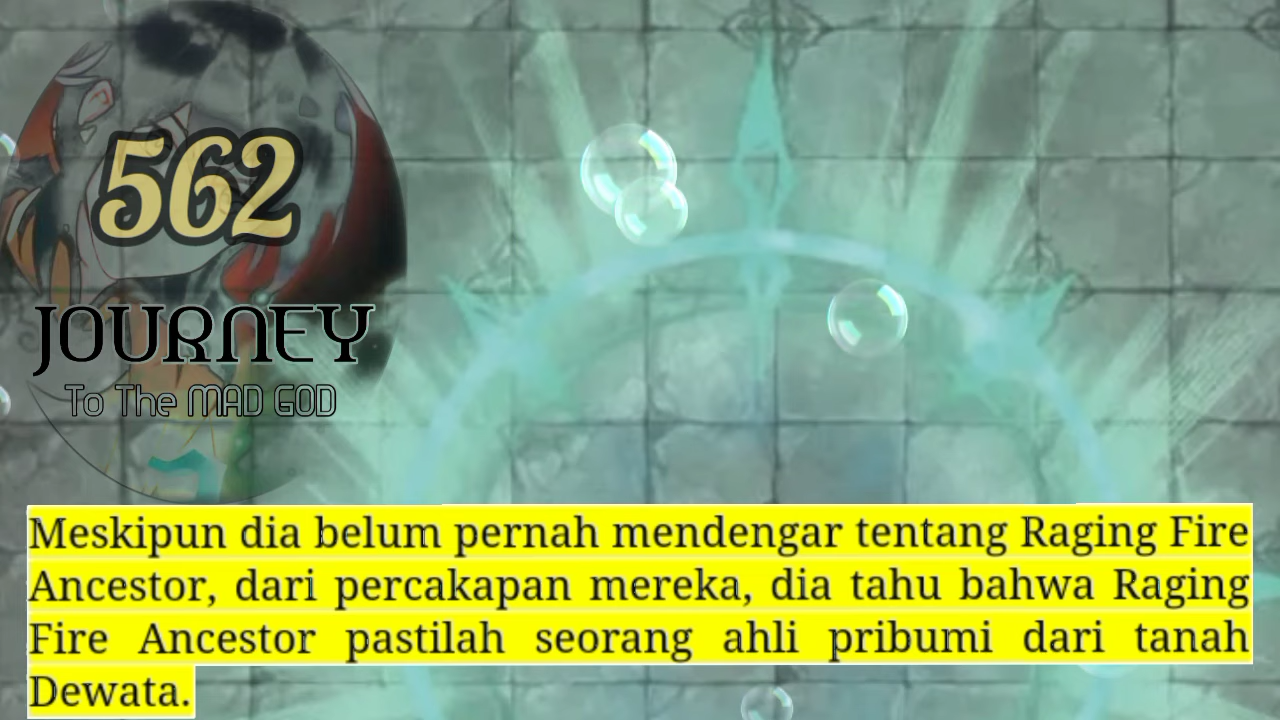 562
JOURNEY
To The MAD GOD
Meskipun dia belum pernah mendengar tentang Raging Fire
Ancestor, dari percakapan mereka, dia tahu bahwa Raging
Fire Ancestor pastilah seorang ahli pribumi dari tanah
Dewata.